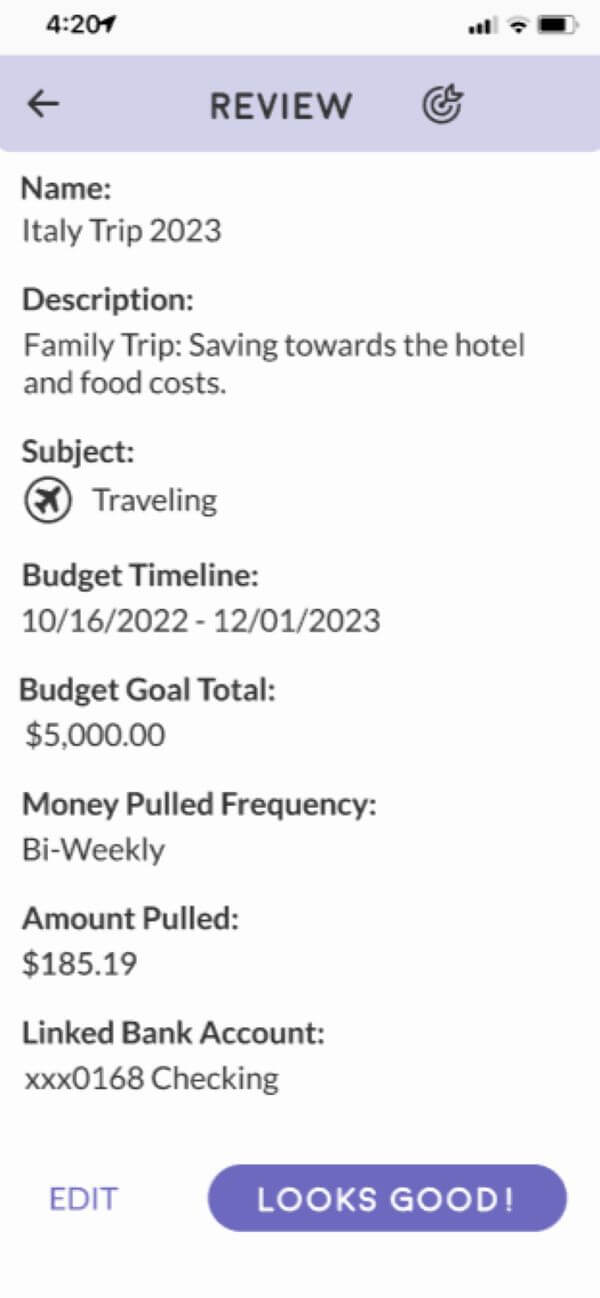 4:20
REVIEW
Name:
Italy Trip 2023
Description:
Family Trip: Saving towards the hotel
and food costs.
Subject:
Traveling
Budget Timeline:
10/16/2022 - 12/01/2023
Budget Goal Total:
$5,000.00
Money Pulled Frequency:
Bi-Weekly
Amount Pulled:
$185.19
Linked Bank Account:
xxx0168 Checking
EDIT
LOOKS GOOD!